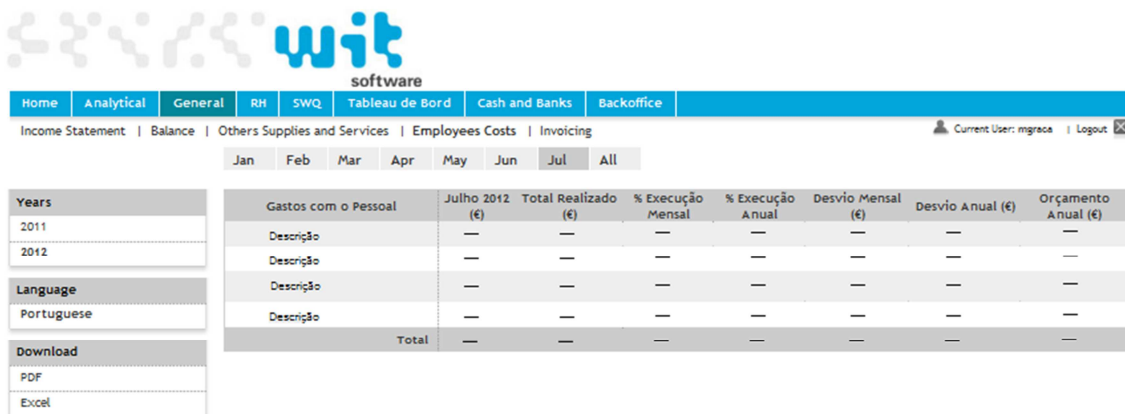 wit
software
Home Analytical General RH SWQ Tableau de Bord Cash and Banks Backoffice
Income Statement | Balance | Others Supplies and Services | Employees Costs | Invoicing
Current User: mgraca | Logout
Jan Feb Mar Apr May Jun Jul All
Years
2011
2012
Language
Portuguese
Download
PDF
Excel
Gastos com o Pessoal Julho 2012 (€) Total Realizado (€) % Execução Mensal % Execução Anual Desvio Mensal (€) Desvio Anual (€) Orçamento Anual (€)
Descrição — — — — — — —
Descrição — — — — — — —
Descrição — — — — — — —
Descrição — — — — — — —
Total — — — — — — —